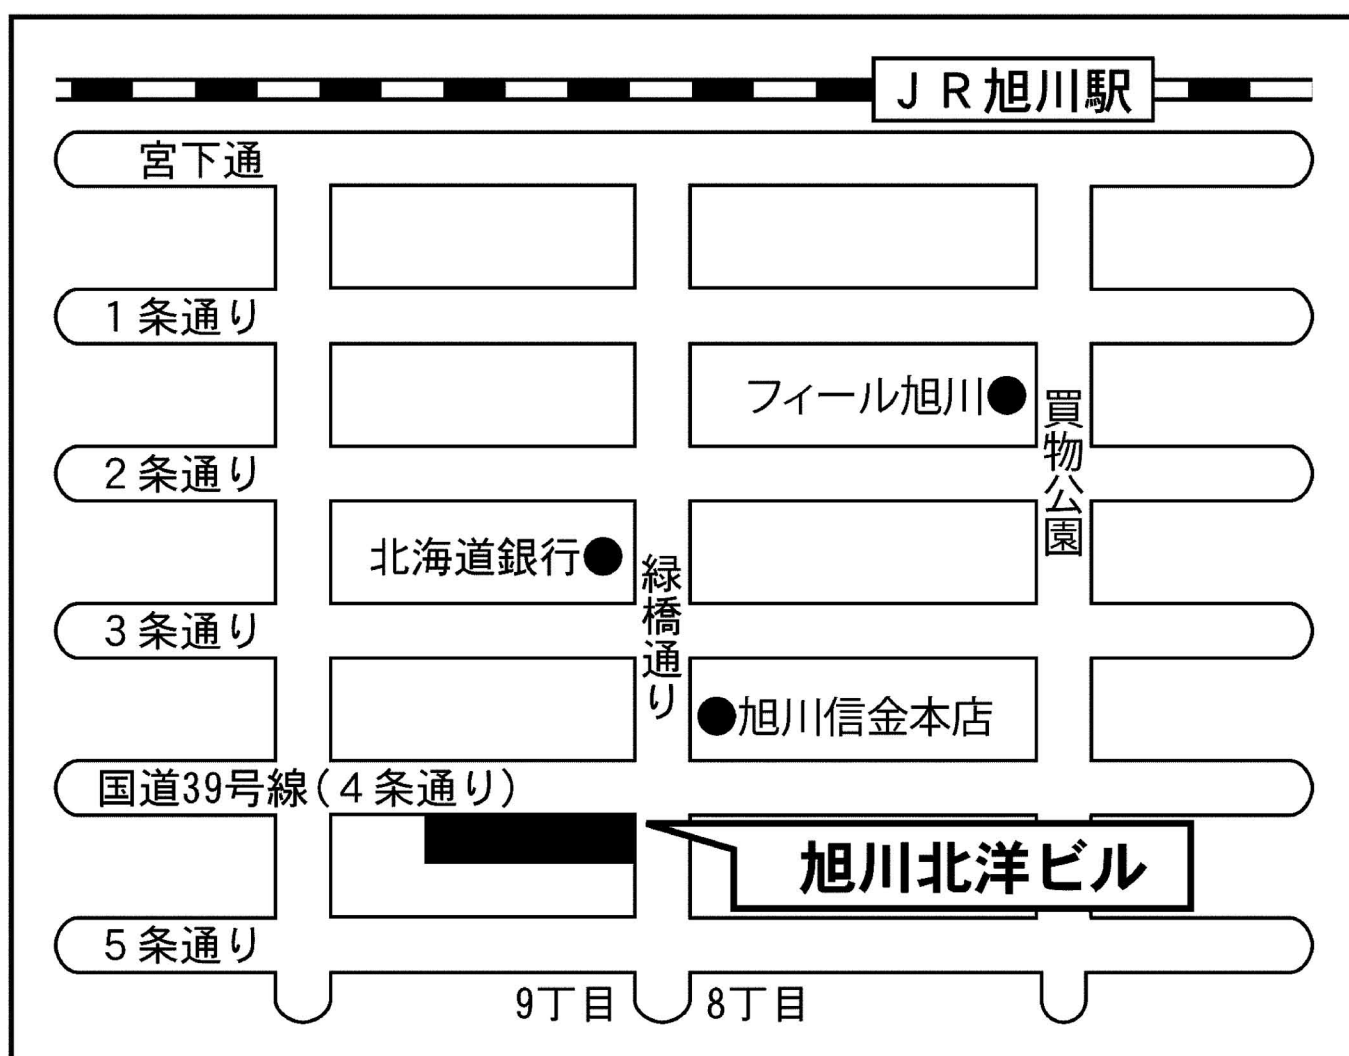 ＪＲ旭川駅
宮下通
１条通り
フィール旭川
買物公園
２条通り
北海道銀行
緑橋通り
３条通り
旭川信金本店
国道39号線(４条通り)
旭川北洋ビル
５条通り
9丁目
8丁目